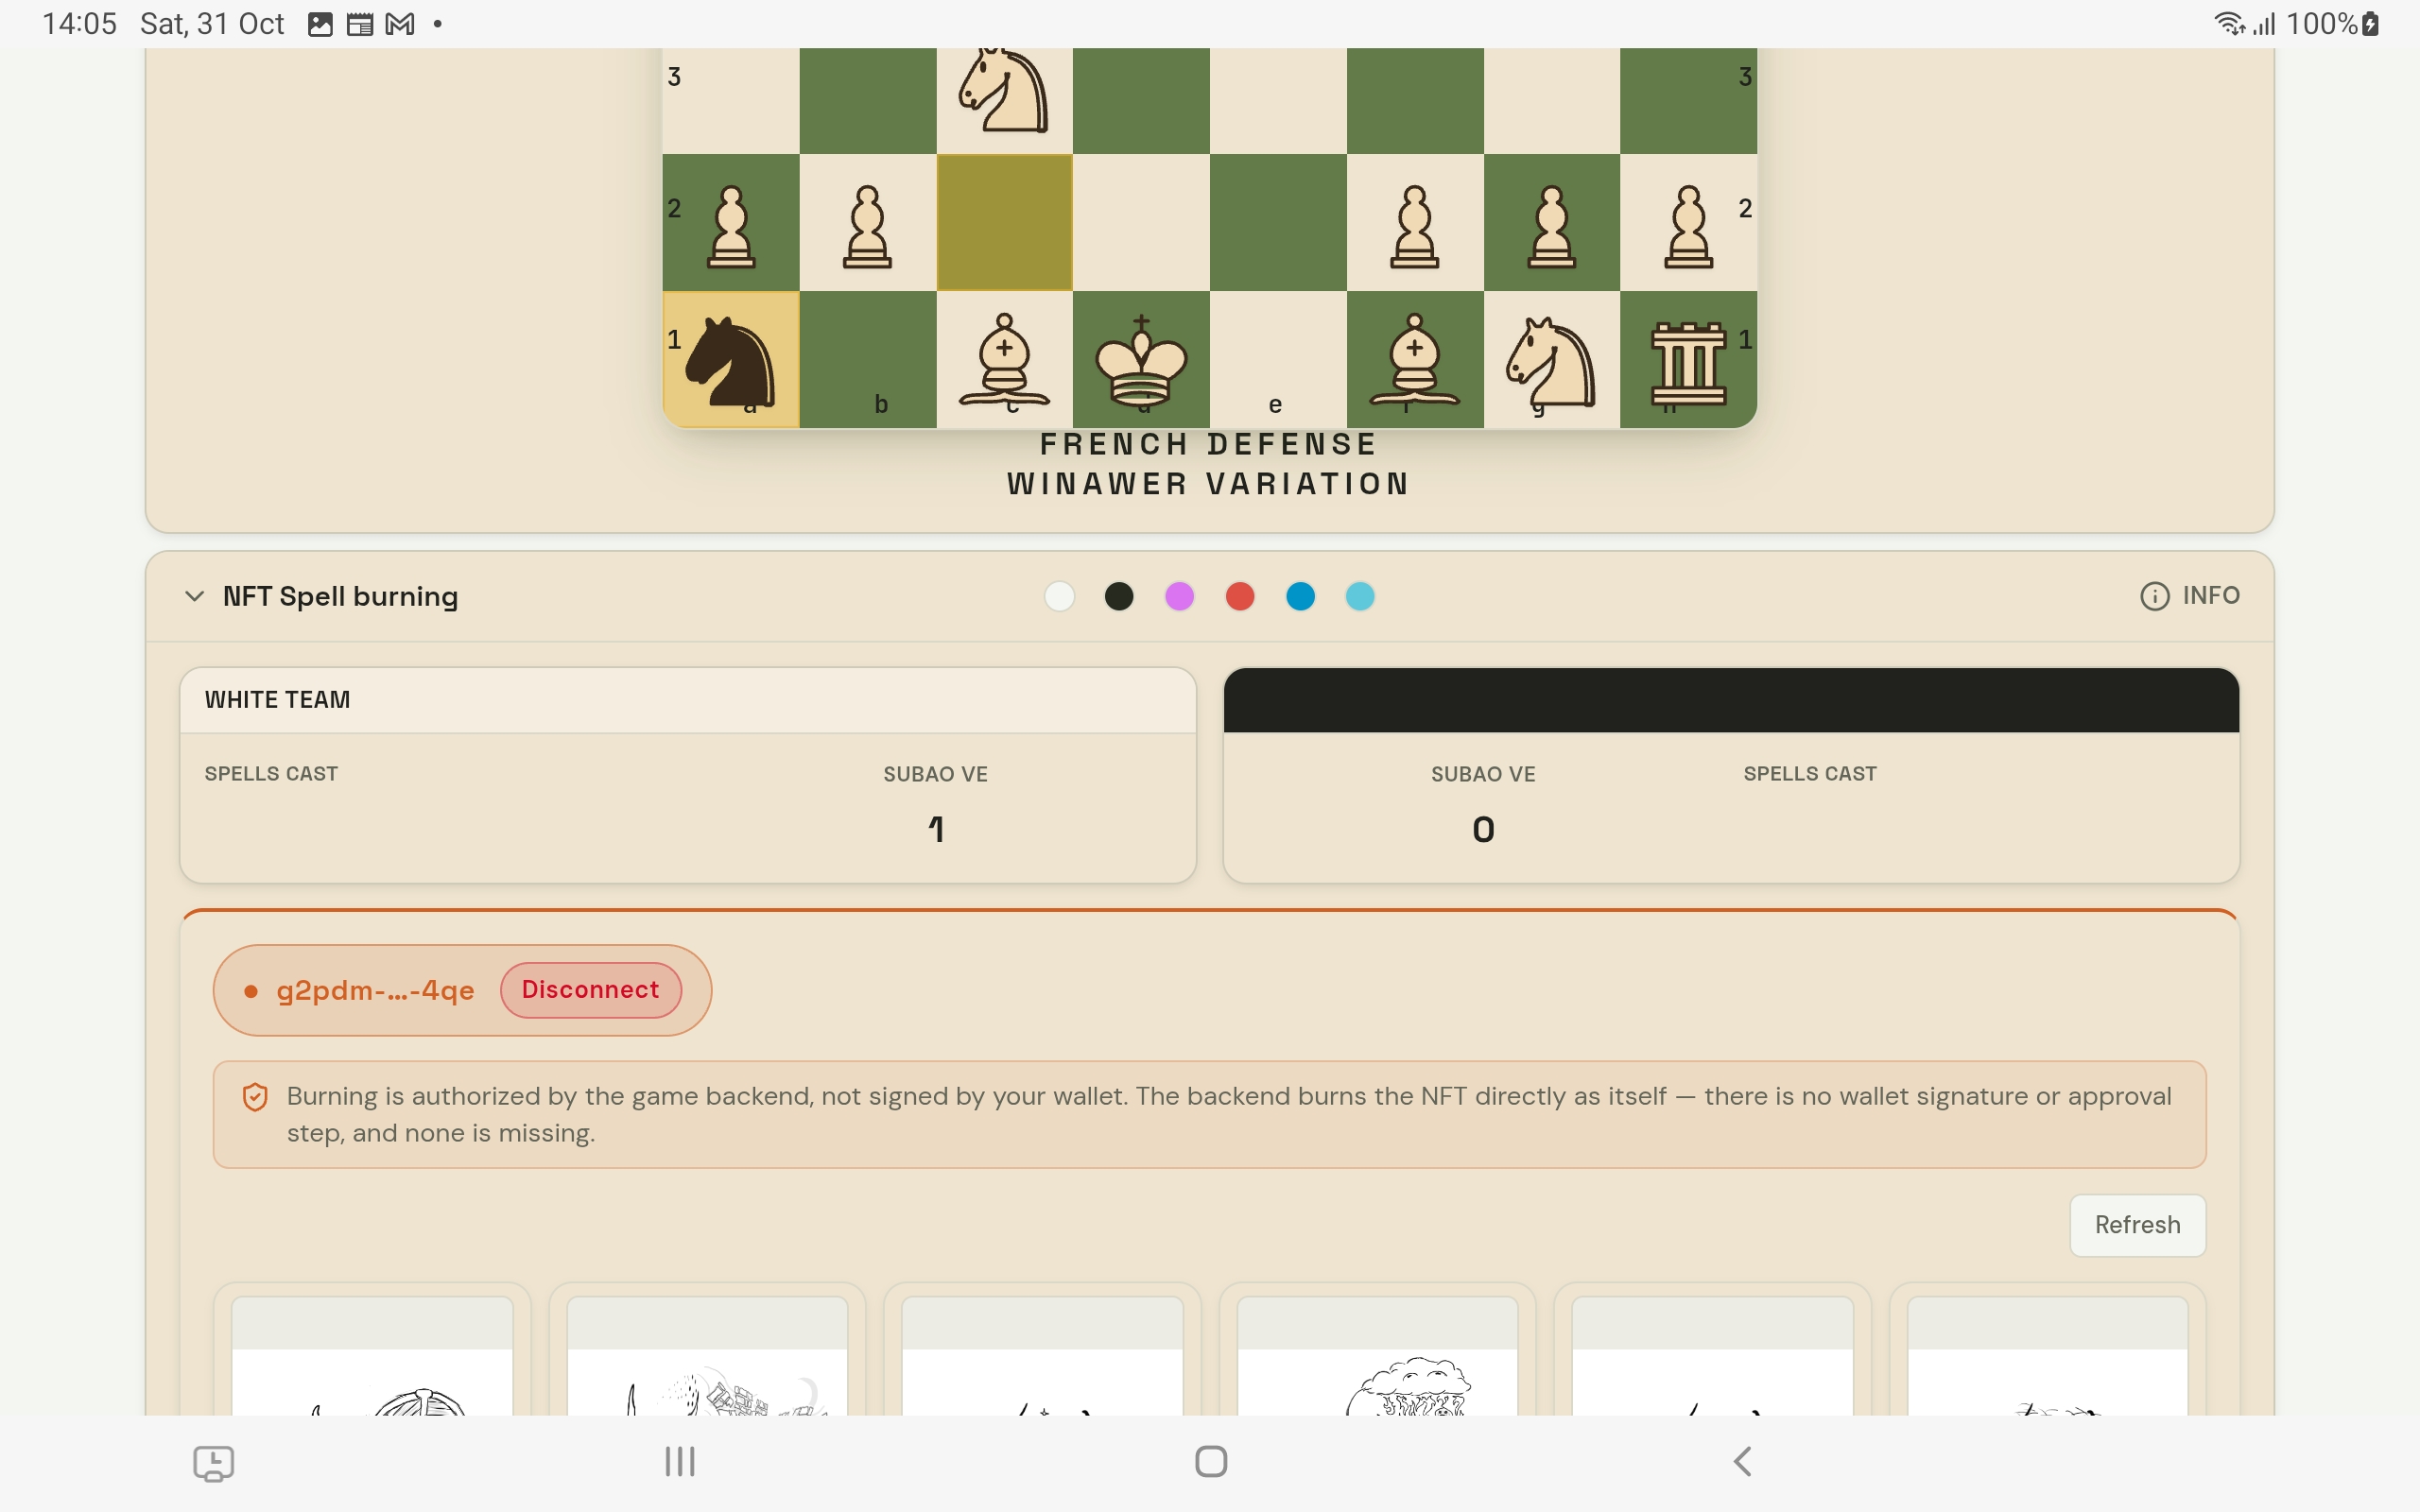 14:05 Sat, 31 Oct 100%
3 3
2 2
1 1
a b c d e f g h
FRENCH DEFENSE
WINAWER VARIATION
NFT Spell burning INFO
WHITE TEAM
SPELLS CAST SUBAO VE SUBAO VE SPELLS CAST
1 0
g2pdm-...-4qe Disconnect
Burning is authorized by the game backend, not signed by your wallet. The backend burns the NFT directly as itself — there is no wallet signature or approval
step, and none is missing.
Refresh